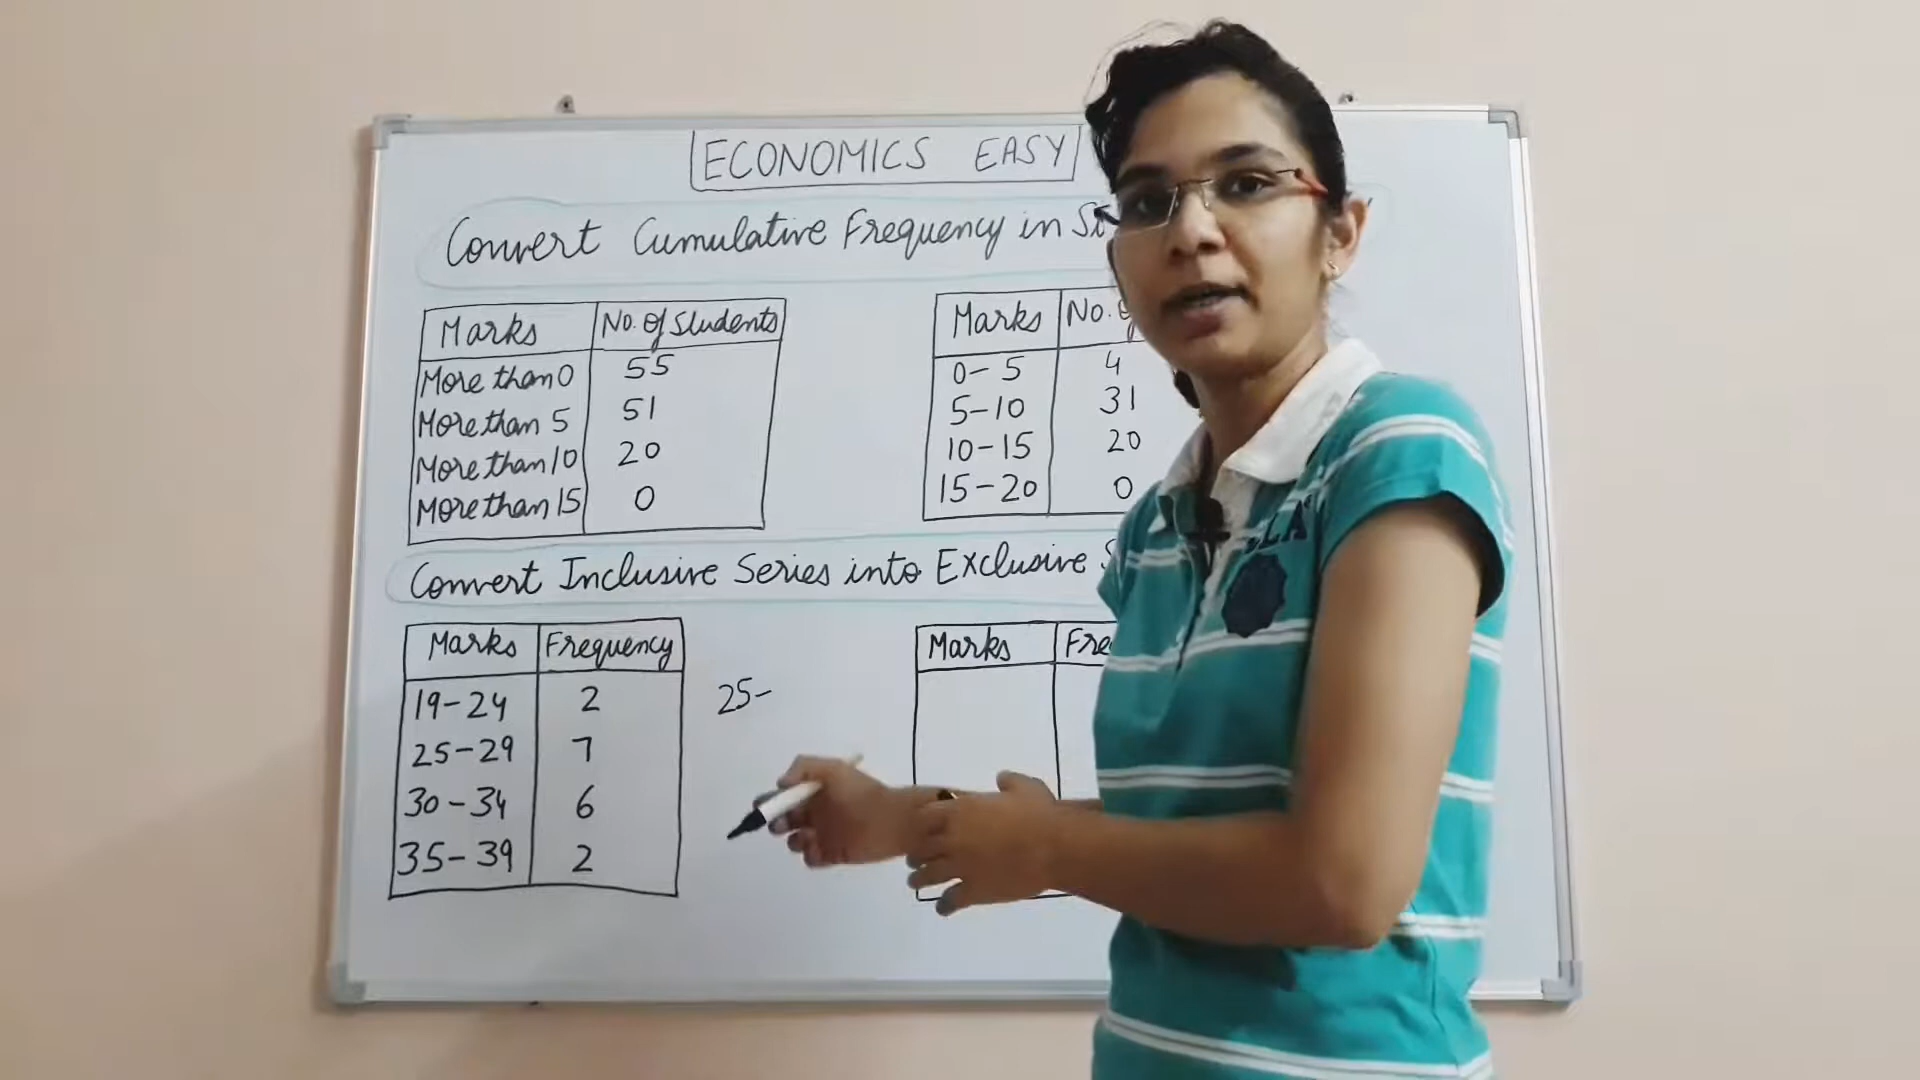 ECONOMICS EASY
Convert Cumulative Frequency in
Marks No. of Students
More than 0 55
More than 5 51
More than 10 20
More than 15 0
Marks No.
0-5 4
5-10 31
10-15 20
15-20 0
Convert Inclusive Series into Exclusive
Marks Frequency
19-24 2
25-29 7
30-34 6
35-39 2
25-
Marks